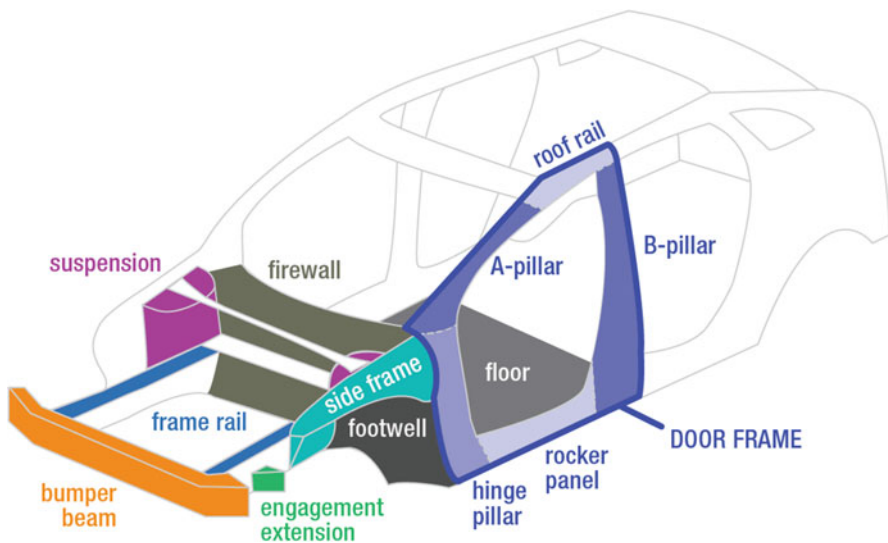 roof rail
suspension
firewall
A-pillar
B-pillar
side frame
floor
frame rail
footwell
DOOR FRAME
bumper
beam
engagement
extension
hinge
pillar
rocker
panel